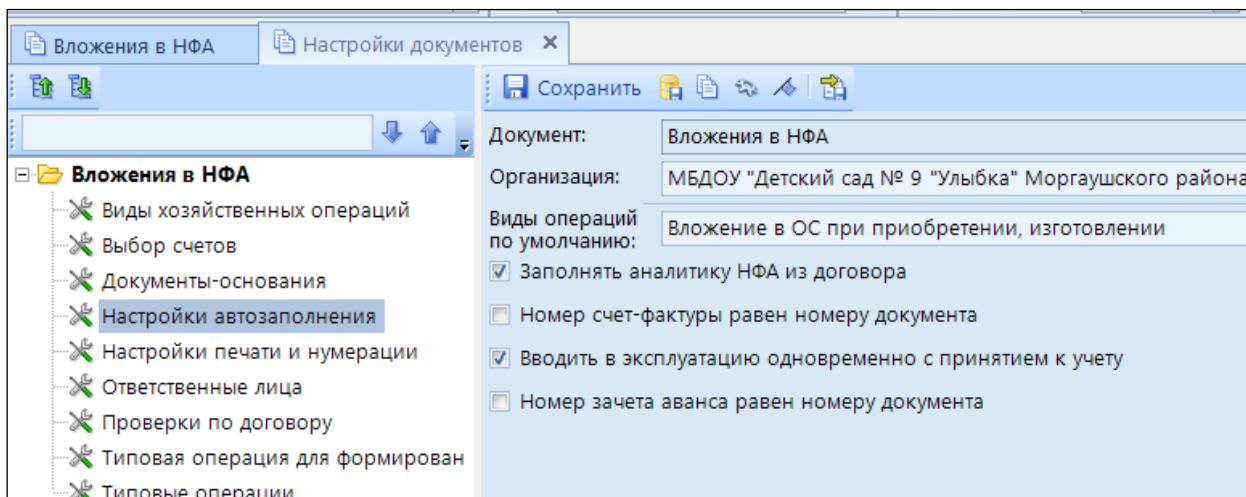 Вложения в НФА
Настройки документов
Сохранить
Документ: Вложения в НФА
Организация: МБДОУ "Детский сад № 9 "Улыбка" Моргаушского района
Виды операций
по умолчанию:
Вложение в ОС при приобретении, изготовлении
Заполнять аналитику НФА из договора
Номер счет-фактуры равен номеру документа
Вводить в эксплуатацию одновременно с принятием к учету
Номер зачета аванса равен номеру документа
Вложения в НФА
Виды хозяйственных операций
Выбор счетов
Документы-основания
Настройки автозаполнения
Настройки печати и нумерации
Ответственные лица
Проверки по договору
Типовая операция для формирован
Типовые операции